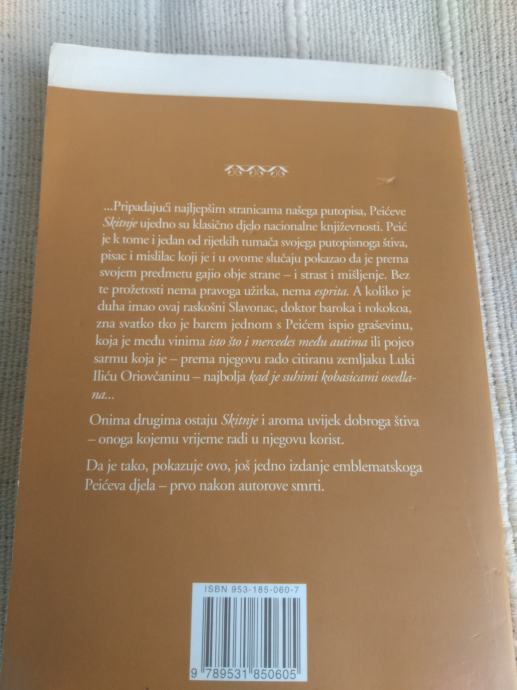 ...Pripadajući najljepšim stranicama našega putopisa, Peićeve
Skitnje ujedno su klasično djelo nacionalne književnosti. Peić
je k tome i jedan od rijetkih tumača svojega putopisnoga štiva,
pisac i mislilac koji je i u ovome slučaju pokazao da je prema
svojem predmetu gajio obje strane – i strast i mišljenje. Bez
te prožetosti nema pravoga užitka, nema esprita. A koliko je
duha imao ovaj raskošni Slavonac, doktor baroka i rokokoa,
zna svatko tko je barem jednom s Peićem ispio graševinu,
koja je među vinima isto što i mercedes među autima ili pojeo
sarmu koja je – prema njegovu rado citiranu zemljaku Luki
Iliću Oriovčaninu – najbolja kad je suhimi kobasicami osedla-
na...
Onima drugima ostaju Skitnje i aroma uvijek dobroga štiva
– onoga kojemu vrijeme radi u njegovu korist.
Da je tako, pokazuje ovo, još jedno izdanje emblematskoga
Peićeva djela – prvo nakon autorove smrti.
ISBN 953-185-060-7
9 789531 850605